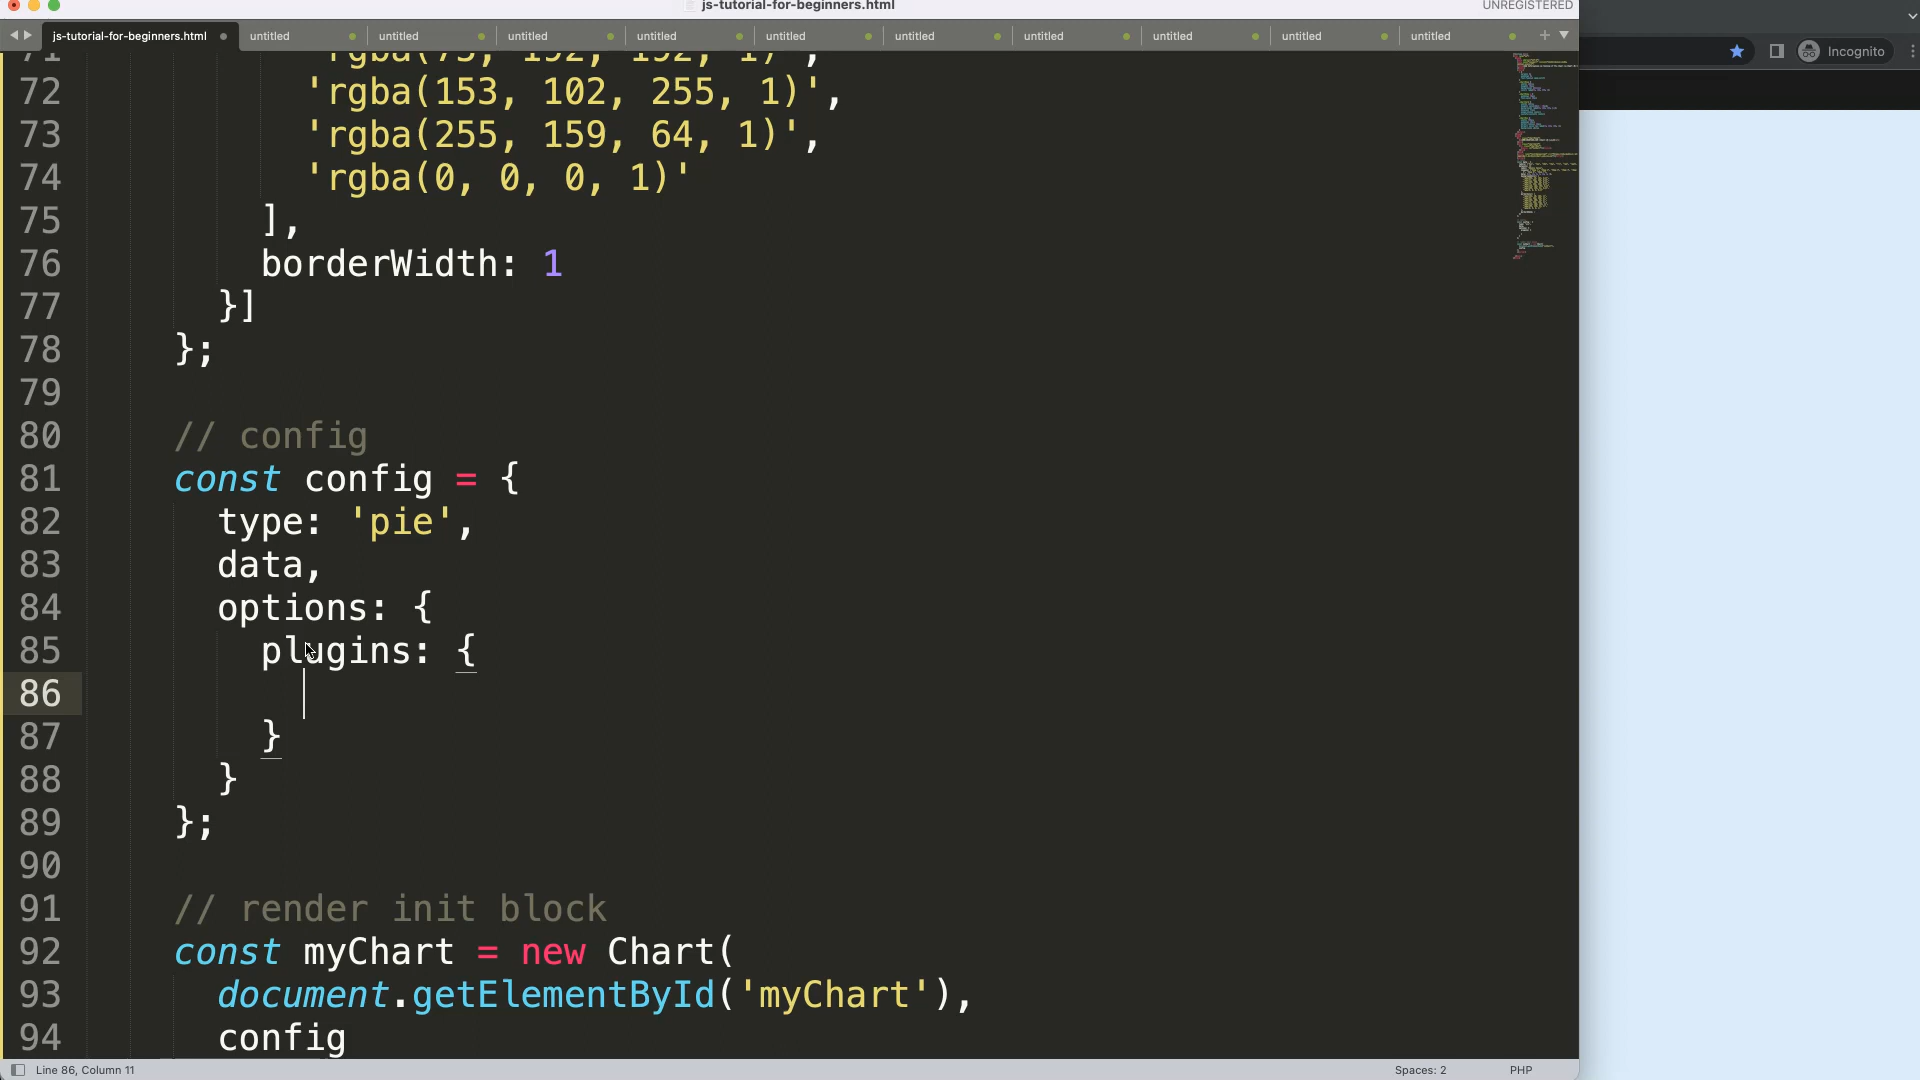 js-tutorial-for-beginners.html
UNREGISTERED
js-tutorial-for-beginners.html untitled untitled untitled untitled untitled untitled untitled untitled untitled untitled
Incognito
72 'rgba(153, 102, 255, 1)',
73 'rgba(255, 159, 64, 1)',
74 'rgba(0, 0, 0, 1)'
75 ],
76 borderWidth: 1
77 }]
78 };
79
80 // config
81 const config = {
82 type: 'pie',
83 data,
84 options: {
85 plugins: {
86
87 }
88 }
89 };
90
91 // render init block
92 const myChart = new Chart(
93 document.getElementById('myChart'),
94 config
Line 86, Column 11
Spaces: 2
PHP